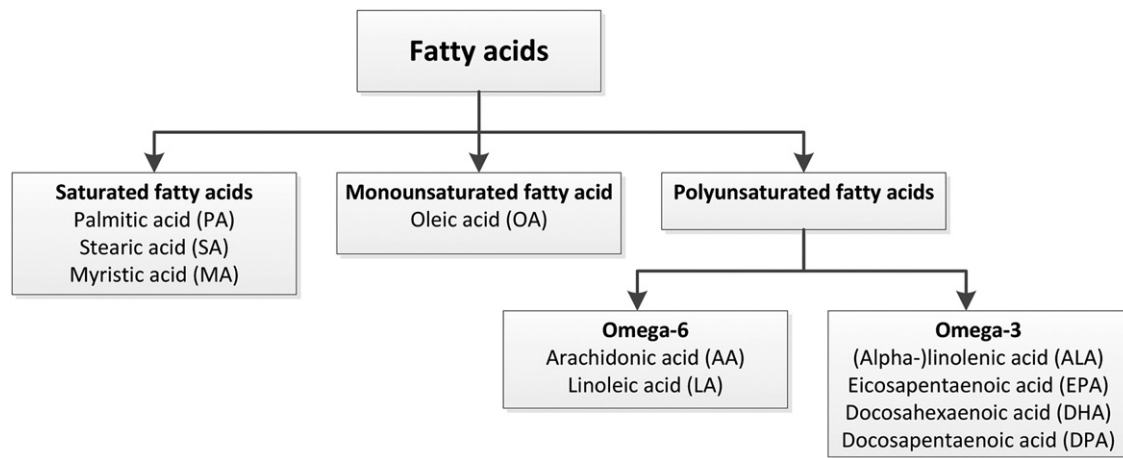 Fatty acids
Saturated fatty acids
Palmitic acid (PA)
Stearic acid (SA)
Myristic acid (MA)
Monounsaturated fatty acid
Oleic acid (OA)
Polyunsaturated fatty acids
Omega-6
Arachidonic acid (AA)
Linoleic acid (LA)
Omega-3
(Alpha-)linolenic acid (ALA)
Eicosapentaenoic acid (EPA)
Docosahexaenoic acid (DHA)
Docosapentaenoic acid (DPA)